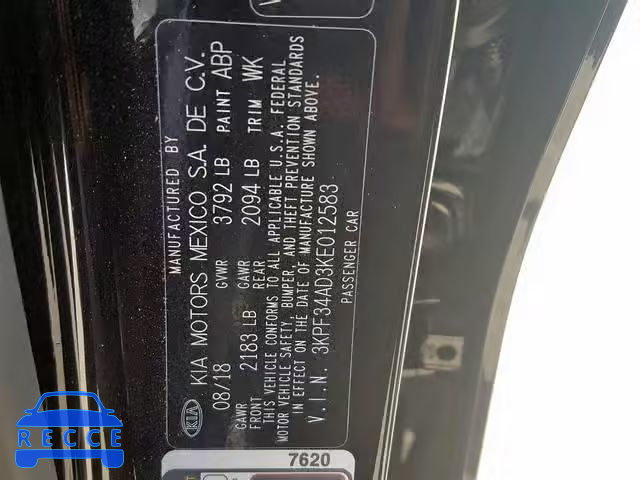 MANUFACTURED BY
KIA KIA MOTORS MEXICO S.A. DE C.V.
08/18 GVWR 3792 LB PAINT ABP
GAWR FRONT 2183 LB GAWR REAR 2094 LB TRIM WK
THIS VEHICLE CONFORMS TO ALL APPLICABLE U.S.A. FEDERAL
MOTOR VEHICLE SAFETY, BUMPER, AND THEFT PREVENTION STANDARDS
IN EFFECT ON THE DATE OF MANUFACTURE SHOWN ABOVE.
V.I.N. 3KPF34AD3KE012583
PASSENGER CAR
7620
RECCE